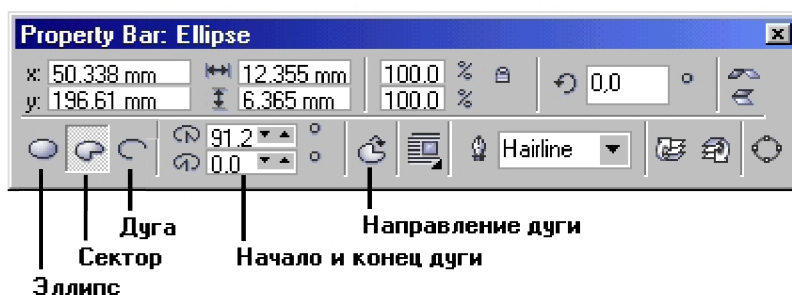 Property Bar: Ellipse
x: 50.338 mm 12.355 mm 100.0 % 0,0 °
y: 196.61 mm 6.365 mm 100.0 %
91.2 °
0.0 ° Hairline
Дуга Направление дуги
Сектор Начало и конец дуги
Эллипс